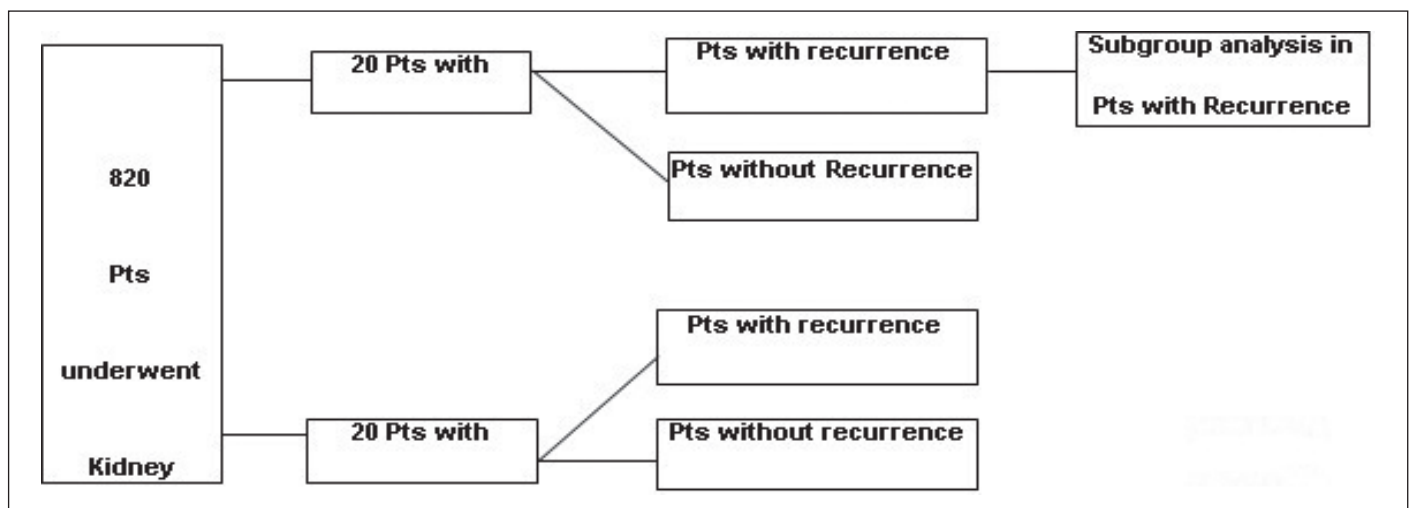 820
Pts
underwent
Kidney
20 Pts with
Pts with recurrence
Subgroup analysis in
Pts with Recurrence
Pts without Recurrence
20 Pts with
Pts with recurrence
Pts without recurrence